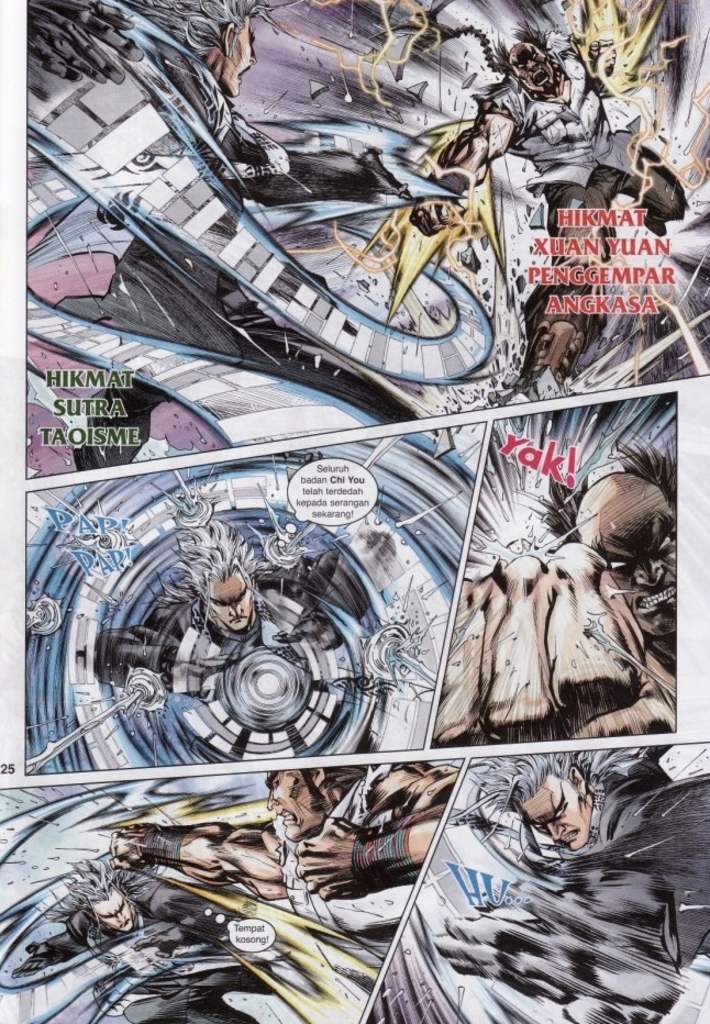 HIKMAT
XUAN YUAN
PENGGEMPAR
ANGKASA
HIKMAT
SUTRA
TAOISME
PAP!
PAP!
Seluruh
badan Chi You
telah terdedah
kepada serangan
sekarang!
Yak!
25
Tempat
kosong!
HU...